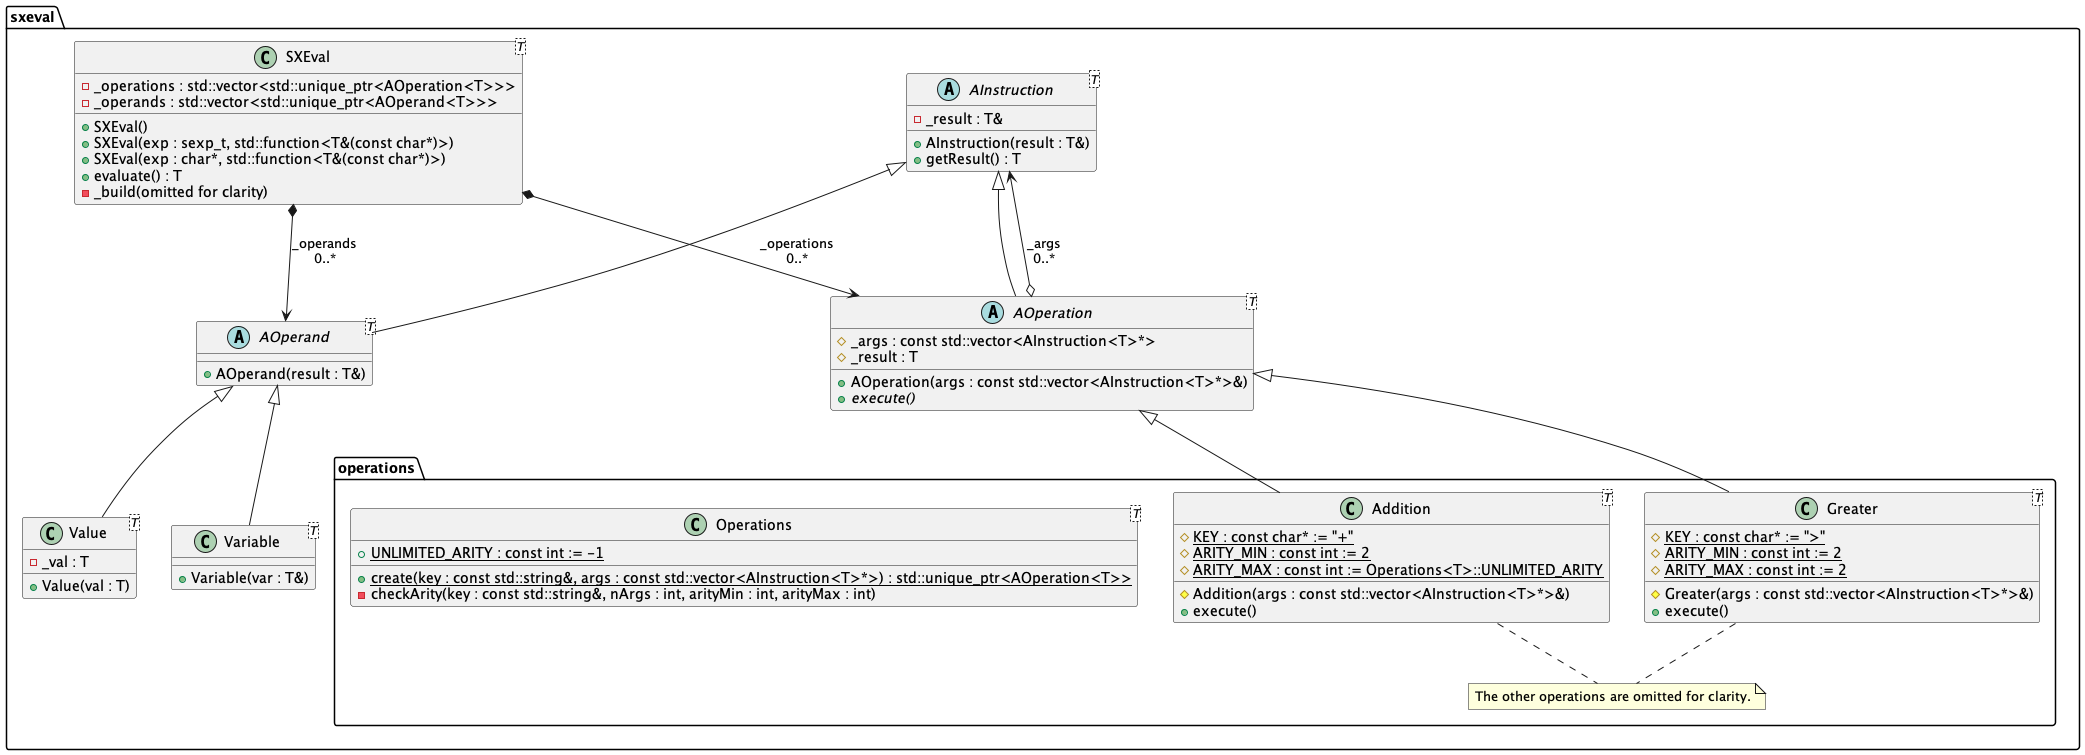 sxeval
C SXEval T
_operations : std::vector<std::unique_ptr<AOperation<T>>>
_operands : std::vector<std::unique_ptr<AOperand<T>>>
SXEval()
SXEval(exp : sexp_t, std::function<T&(const char*)>)
SXEval(exp : char*, std::function<T&(const char*)>)
evaluate() : T
_build(omitted for clarity)
A AInstruction T
_result : T&
AInstruction(result : T&)
getResult() : T
_operands
0..*
_operations
0..*
_args
0..*
A AOperand T
AOperand(result : T&)
A AOperation T
_args : const std::vector<AInstruction<T>*>
_result : T
AOperation(args : const std::vector<AInstruction<T>*>&)
execute()
C Value T
_val : T
Value(val : T)
C Variable T
Variable(var : T&)
operations
C Operations T
UNLIMITED_ARITY : const int := -1
create(key : const std::string&, args : const std::vector<AInstruction<T>*>) : std::unique_ptr<AOperation<T>>
checkArity(key : const std::string&, nArgs : int, arityMin : int, arityMax : int)
C Addition T
KEY : const char* := "+"
ARITY_MIN : const int := 2
ARITY_MAX : const int := Operations<T>::UNLIMITED_ARITY
Addition(args : const std::vector<AInstruction<T>*>&)
execute()
C Greater T
KEY : const char* := ">"
ARITY_MIN : const int := 2
ARITY_MAX : const int := 2
Greater(args : const std::vector<AInstruction<T>*>&)
execute()
The other operations are omitted for clarity.